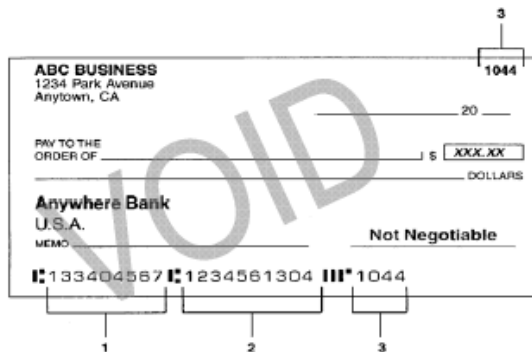 3
ABC BUSINESS
1234 Park Avenue
Anytown, CA
1044
20
PAY TO THE
ORDER OF
$ XXX.XX
DOLLARS
VOID
Anywhere Bank
U.S.A.
MEMO
Not Negotiable
⑆133404567⑆ 1234561304 ⑈ 1044
1 2 3